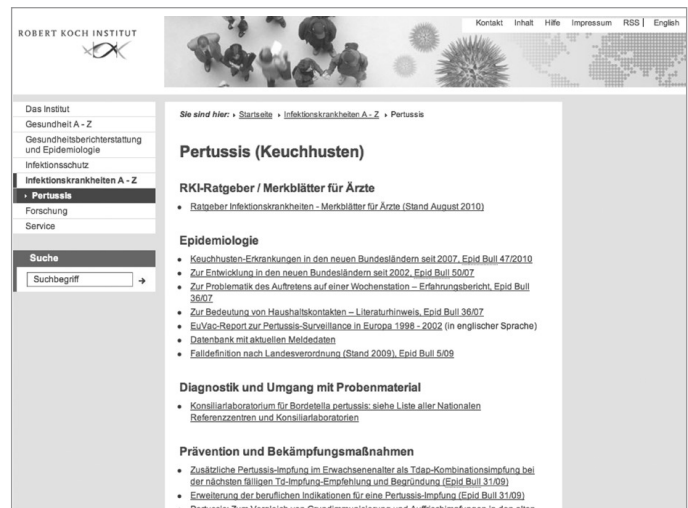 Kontakt Inhalt Hilfe Impressum RSS | English
ROBERT KOCH INSTITUT
Das Institut
Gesundheit A - Z
Gesundheitsberichterstattung
und Epidemiologie
Infektionsschutz
Infektionskrankheiten A - Z
Pertussis
Forschung
Service
Suche
Suchbegriff
Sie sind hier: Startseite Infektionskrankheiten A - Z Pertussis
Pertussis (Keuchhusten)
RKI-Ratgeber / Merkblätter für Ärzte
Ratgeber Infektionskrankheiten - Merkblätter für Ärzte (Stand August 2010)
Epidemiologie
Keuchhusten-Erkrankungen in den neuen Bundesländern seit 2007, Epid Bull 47/2010
Zur Entwicklung in den neuen Bundesländern seit 2002, Epid Bull 50/07
Zur Problematik des Auftretens auf einer Wochenstation – Erfahrungsbericht, Epid Bull
36/07
Zur Bedeutung von Haushaltskontakten – Literaturhinweis, Epid Bull 36/07
EuVac-Report zur Pertussis-Surveillance in Europa 1998 - 2002 (in englischer Sprache)
Datenbank mit aktuellen Meldedaten
Falldefinition nach Landesverordnung (Stand 2009), Epid Bull 5/09
Diagnostik und Umgang mit Probenmaterial
Konsiliarlaboratorium für Bordetella pertussis: siehe Liste aller Nationalen
Referenzzentren und Konsiliarlaboratorien
Prävention und Bekämpfungsmaßnahmen
Zusätzliche Pertussis-Impfung im Erwachsenenalter als Tdap-Kombinationsimpfung bei
der nächsten fälligen Td-Impfung-Empfehlung und Begründung (Epid Bull 31/09)
Erweiterung der beruflichen Indikationen für eine Pertussis-Impfung (Epid Bull 31/09)